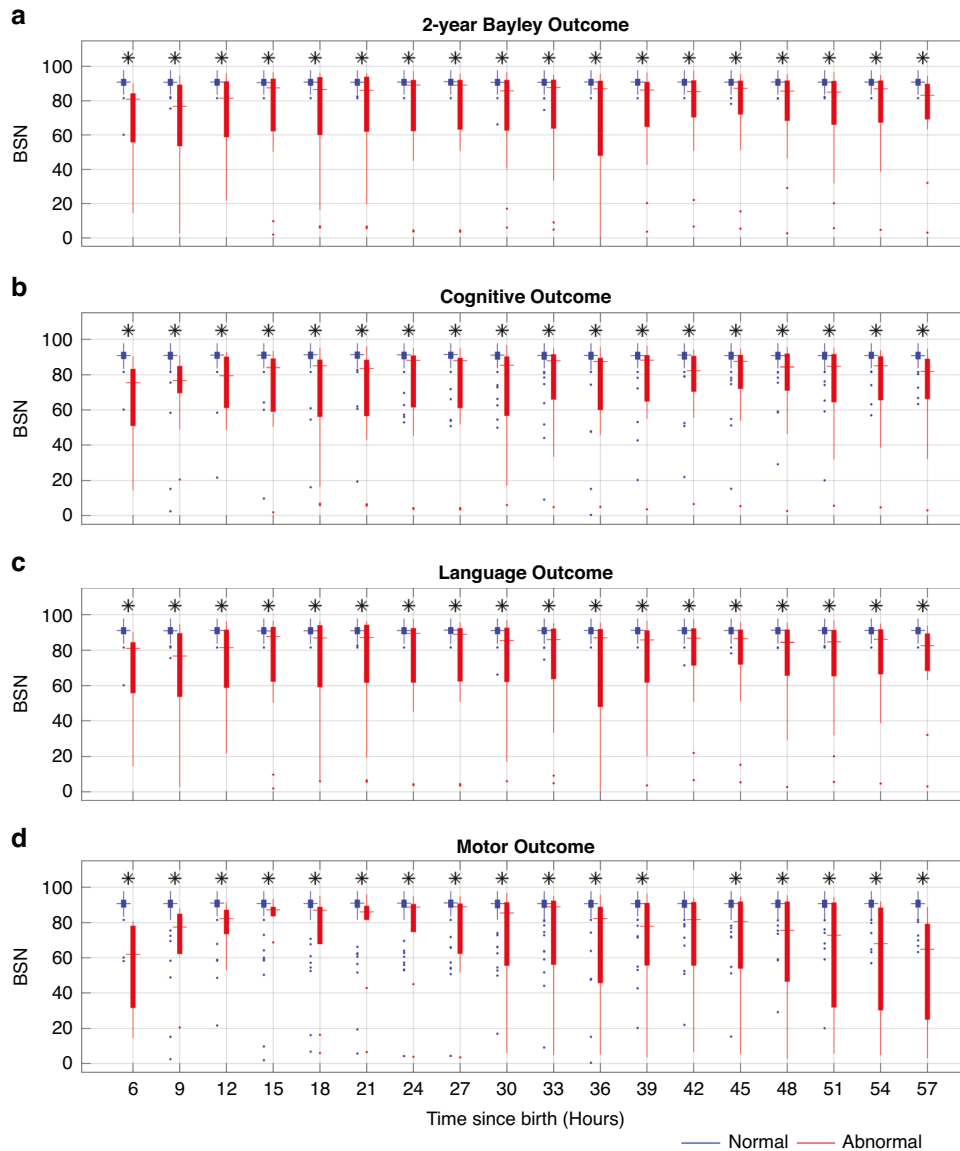 a
2-year Bayley Outcome
100
80
60
40
20
0
BSN
b
Cognitive Outcome
100
80
60
40
20
0
BSN
c
Language Outcome
100
80
60
40
20
0
BSN
d
Motor Outcome
100
80
60
40
20
0
BSN
6 9 12 15 18 21 24 27 30 33 36 39 42 45 48 51 54 57
Time since birth (Hours)
Normal Abnormal